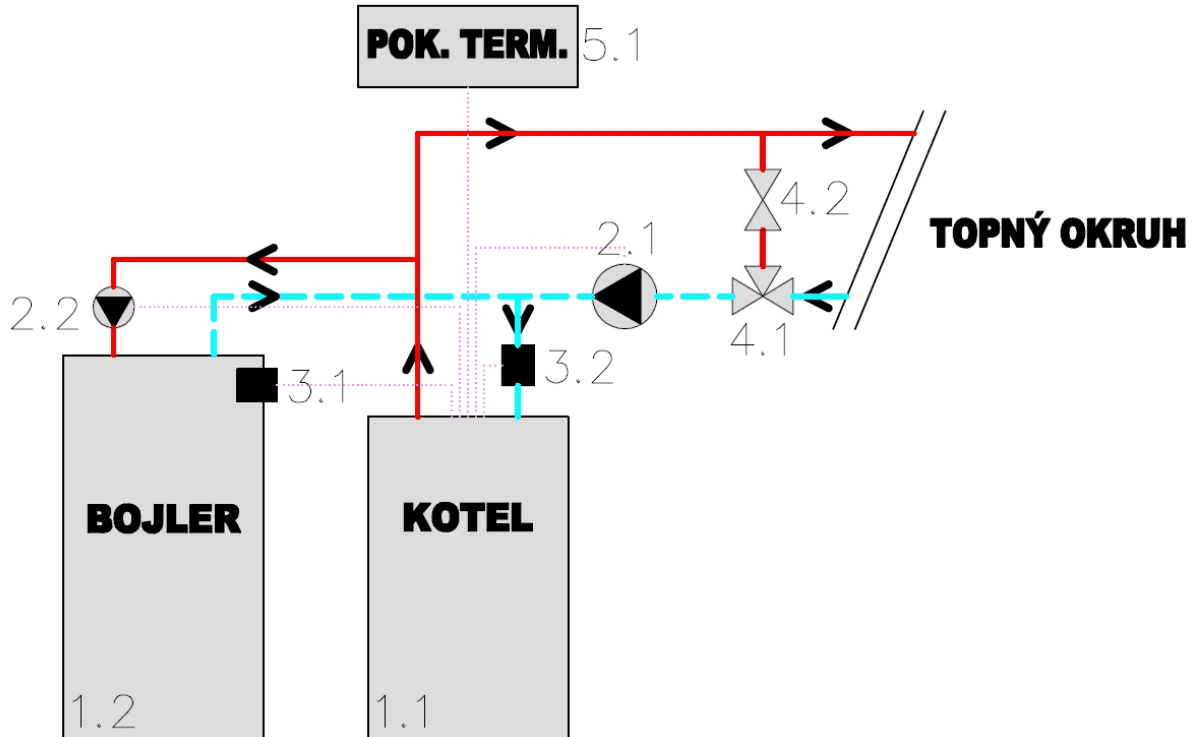 POK. TERM. 5.1
4.2
2.1
TOPNÝ OKRUH
2.2
4.1
3.2
3.1
BOJLER
KOTEL
1.2
1.1